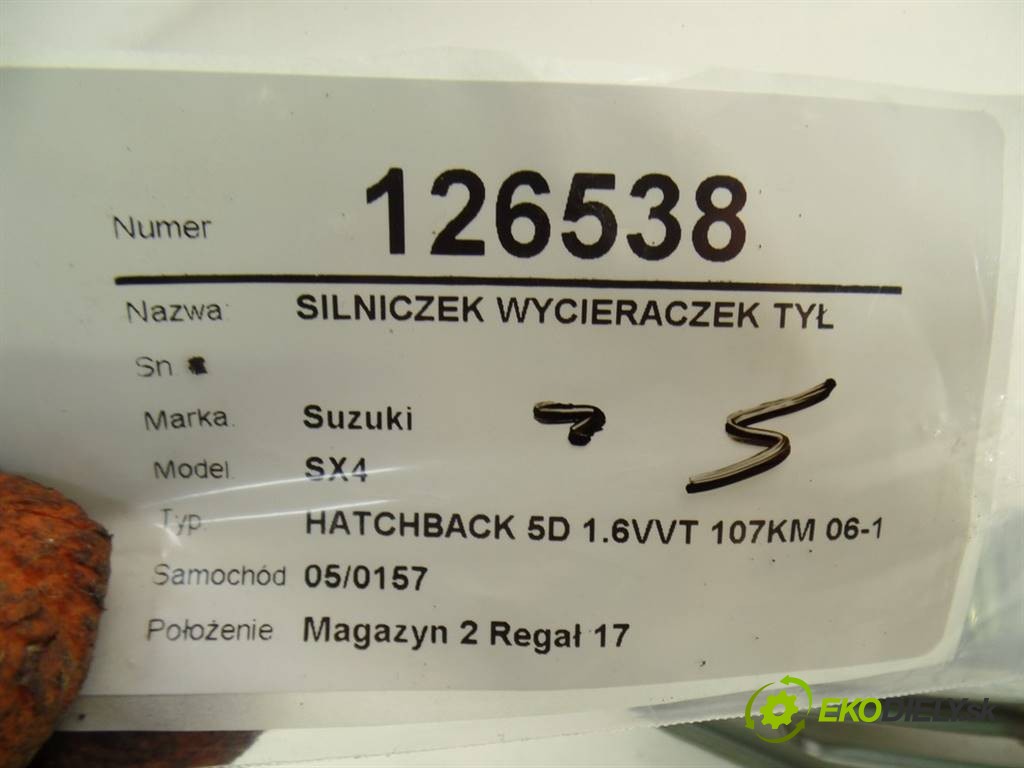 Numer 126538
Nazwa: SILNICZEK WYCIERACZEK TYŁ
Sn
Marka: Suzuki
Model: SX4
Typ: HATCHBACK 5D 1.6VVT 107KM 06-1
Samochód 05/0157
Położenie Magazyn 2 Regał 17
EKODIELY.sk